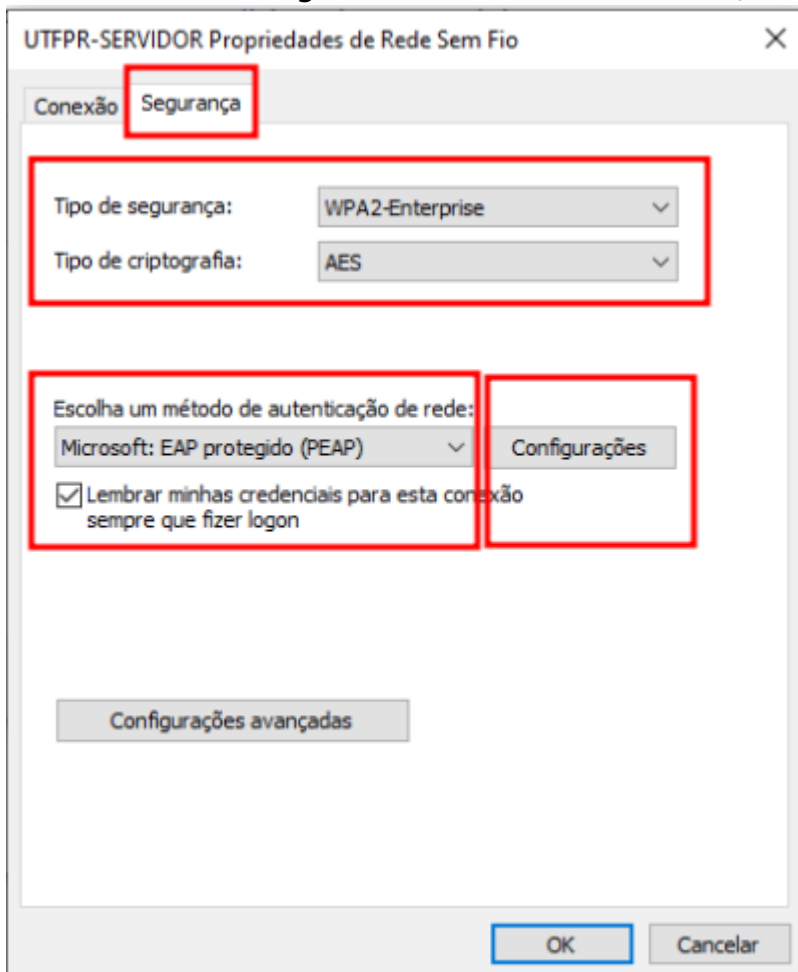 UTFPR-SERVIDOR Propriedades de Rede Sem Fio
Conexão Segurança
Tipo de segurança: WPA2-Enterprise
Tipo de criptografia: AES
Escolha um método de autenticação de rede:
Microsoft: EAP protegido (PEAP) Configurações
Lembrar minhas credenciais para esta conexão
sempre que fizer logon
Configurações avançadas
OK Cancelar